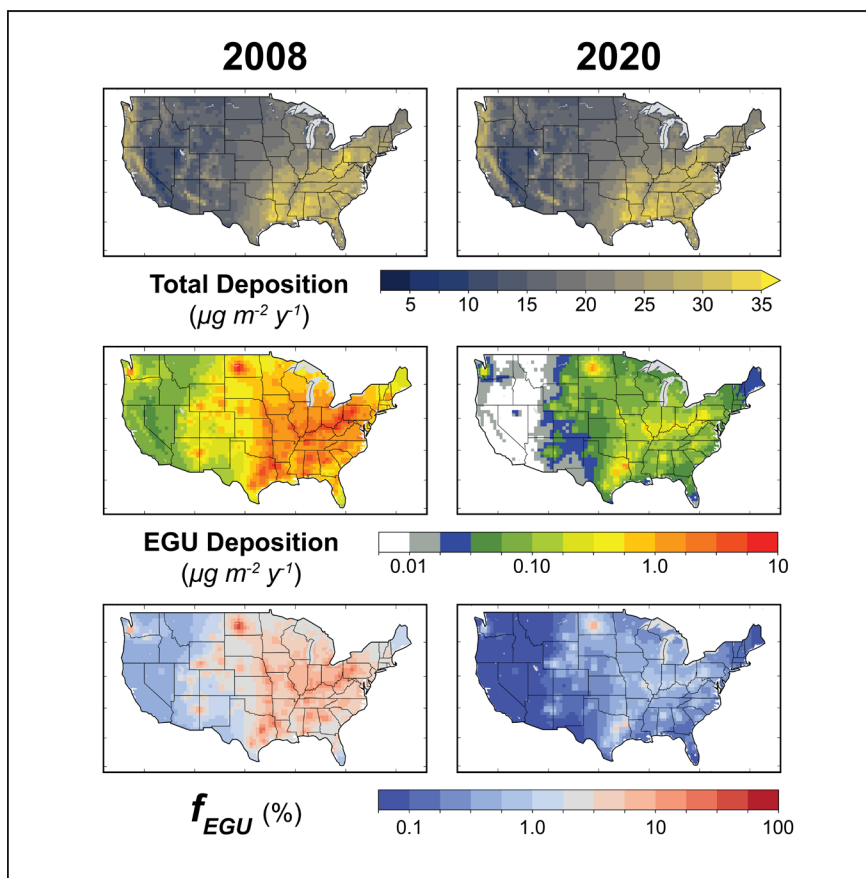 2008 2020
Total Deposition
(µg m⁻² y⁻¹)
5 10 15 20 25 30 35
EGU Deposition
(µg m⁻² y⁻¹)
0.01 0.10 1.0 10
f_EGU (%)
0.1 1.0 10 100